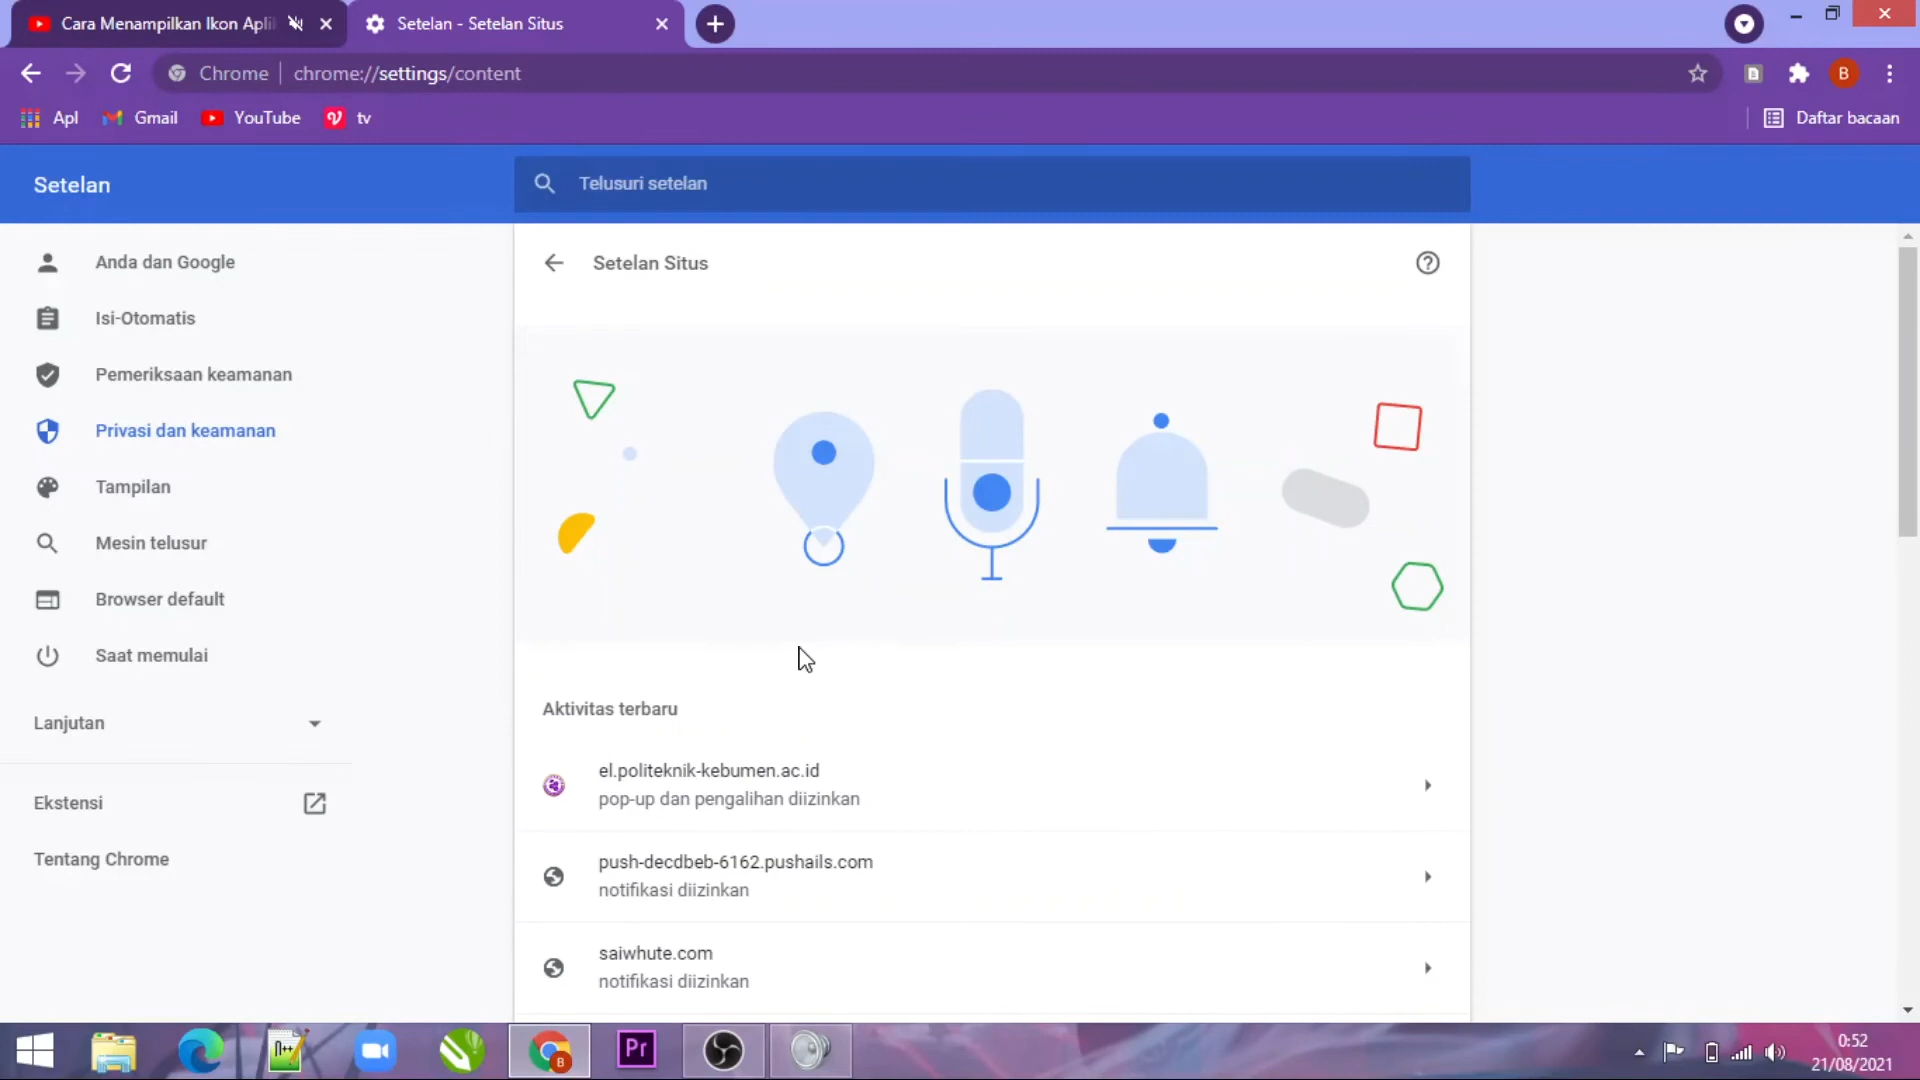 Cara Menampilkan Ikon Apli
Setelan - Setelan Situs
Chrome
chrome://settings/content
B
Apl
Gmail
YouTube
tv
Daftar bacaan
Setelan
Telusuri setelan
Anda dan Google
Isi-Otomatis
Pemeriksaan keamanan
Privasi dan keamanan
Tampilan
Mesin telusur
Browser default
Saat memulai
Lanjutan
Ekstensi
Tentang Chrome
Setelan Situs
Aktivitas terbaru
el.politeknik-kebumen.ac.id
pop-up dan pengalihan diizinkan
push-decdbeb-6162.pushails.com
notifikasi diizinkan
saiwhute.com
notifikasi diizinkan
n++
B
Pr
0:52
21/08/2021